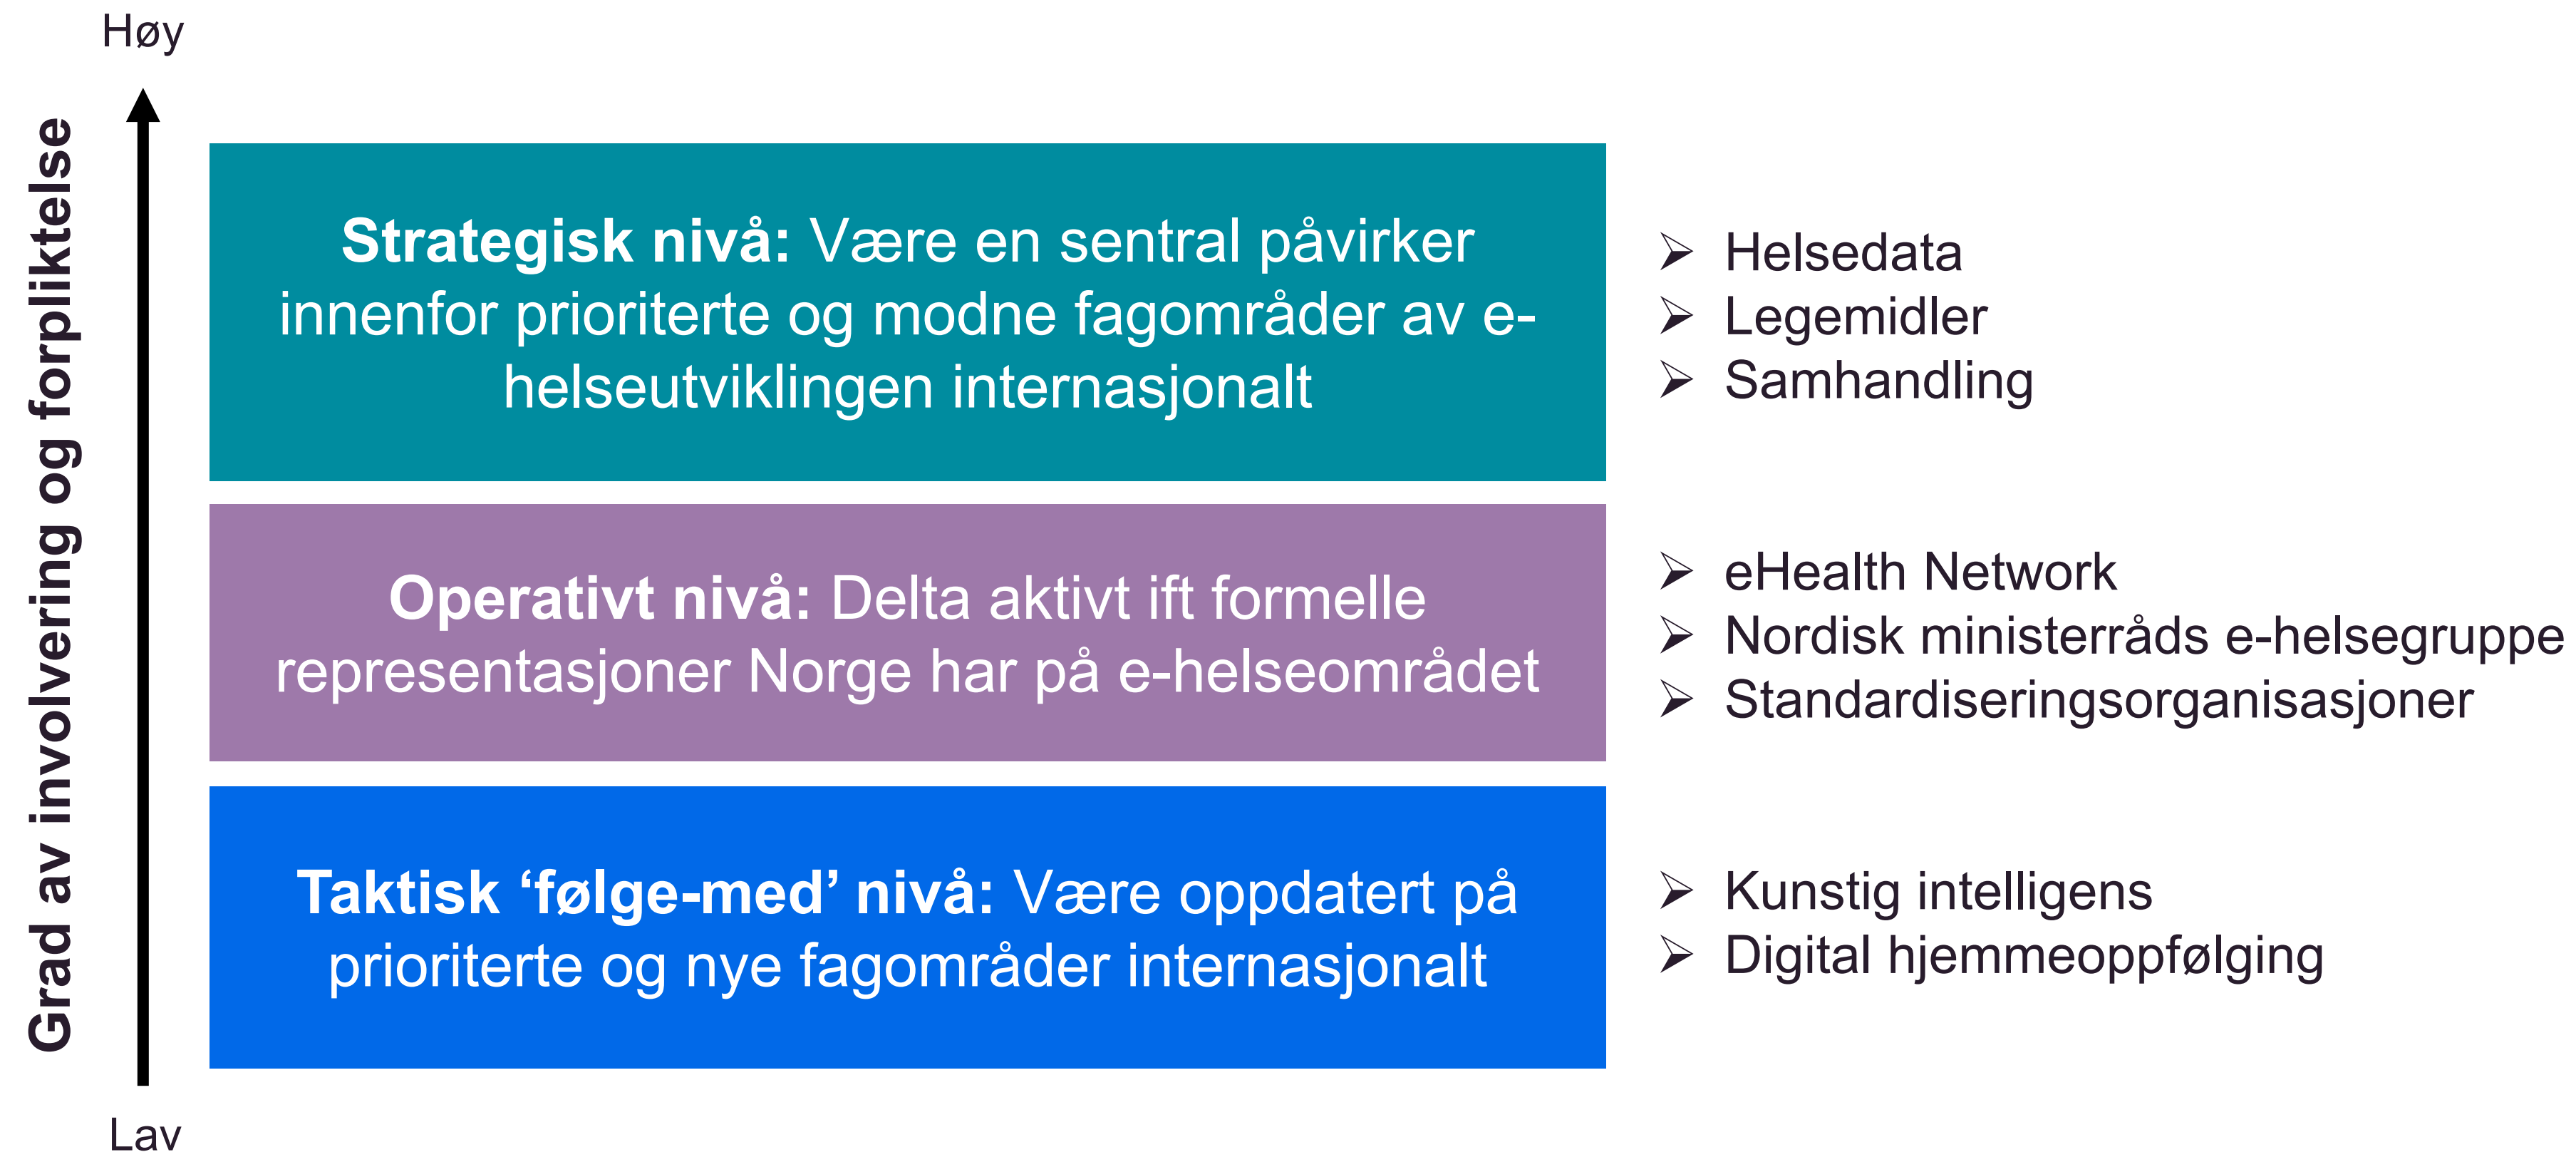 Høy
Grad av involvering og forpliktelse
Strategisk nivå: Være en sentral påvirker
innenfor prioriterte og modne fagområder av e-
helseutviklingen internasjonalt
Helsedata
Legemidler
Samhandling
Operativt nivå: Delta aktivt ift formelle
representasjoner Norge har på e-helseområdet
eHealth Network
Nordisk ministerråds e-helsegruppe
Standardiseringsorganisasjoner
Taktisk ‘følge-med’ nivå: Være oppdatert på
prioriterte og nye fagområder internasjonalt
Kunstig intelligens
Digital hjemmeoppfølging
Lav